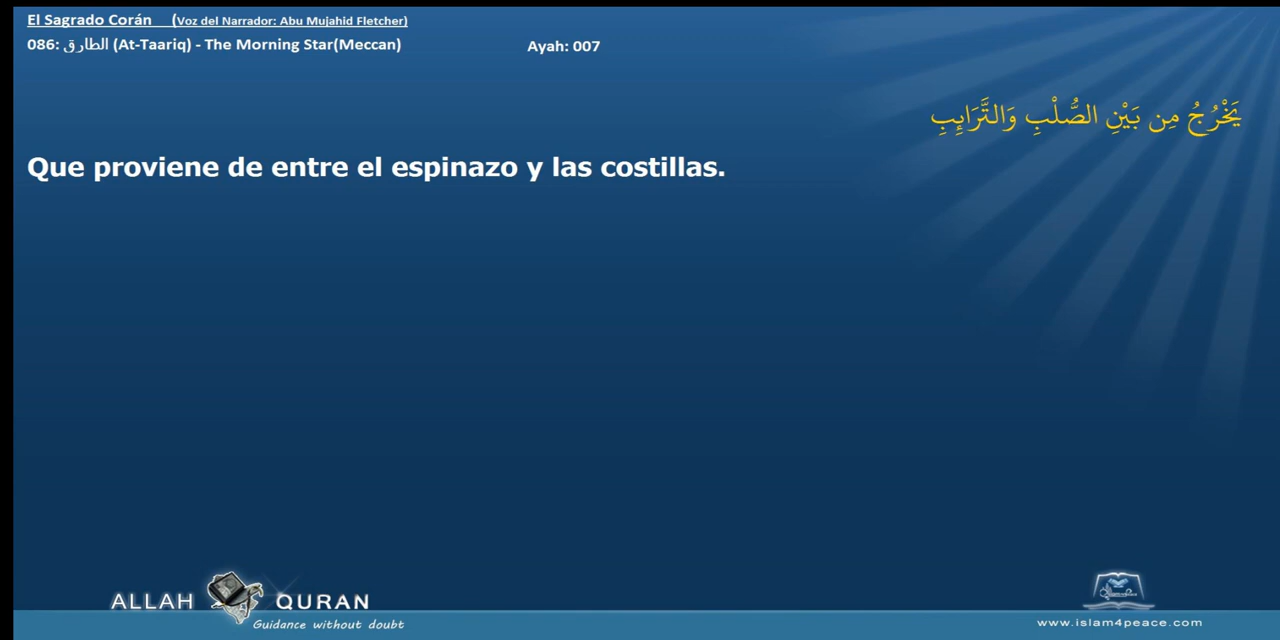 El Sagrado Corán (Voz del Narrador: Abu Mujahid Fletcher)
086: الطارق (At-Taariq) - The Morning Star(Meccan) Ayah: 007
يَخْرُجُ مِن بَيْنِ الصُّلْبِ وَالتَّرَائِبِ
Que proviene de entre el espinazo y las costillas.
ALLAH QURAN
Guidance without doubt
www.islam4peace.com